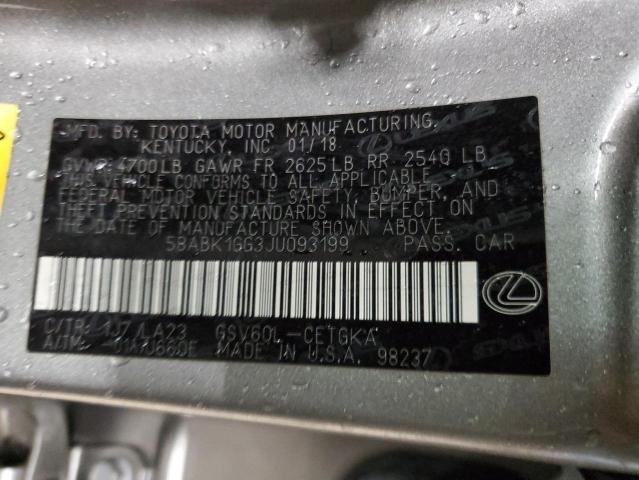 MFD. BY: TOYOTA MOTOR MANUFACTURING,
KENTUCKY, INC. 01/18
GVWR 4700LB GAWR FR 2625LB RR 2540 LB
THIS VEHICLE CONFORMS TO ALL APPLICABLE
FEDERAL MOTOR VEHICLE SAFETY, BUMPER, AND
THEFT PREVENTION STANDARDS IN EFFECT ON
THE DATE OF MANUFACTURE SHOWN ABOVE.
58ABK1GG3JU093199 PASS. CAR
C/TR: 1J7/LA23 GSV60L-CETGKA
A/TM: U660E MADE IN U.S.A. 98237